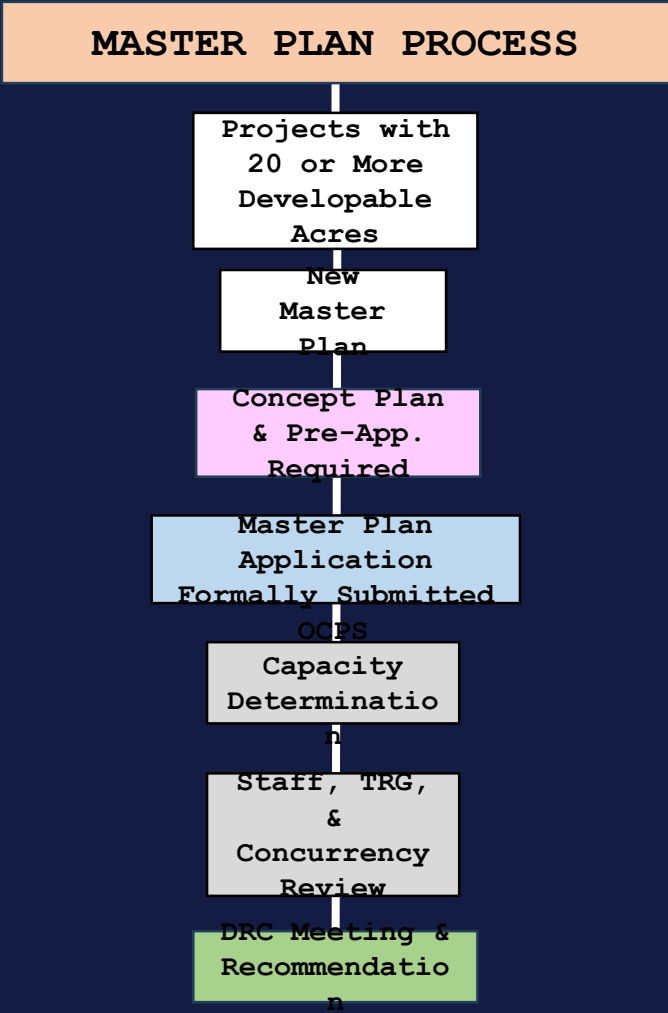 MASTER PLAN PROCESS
Projects with
20 or More
Developable
Acres
New
Master
Plan
Concept Plan
& Pre-App.
Required
Master Plan
Application
Formally Submitted
OCPS
Capacity
Determinatio
n
Staff, TRG,
&
Concurrency
Review
DRC Meeting &
Recommendatio
n